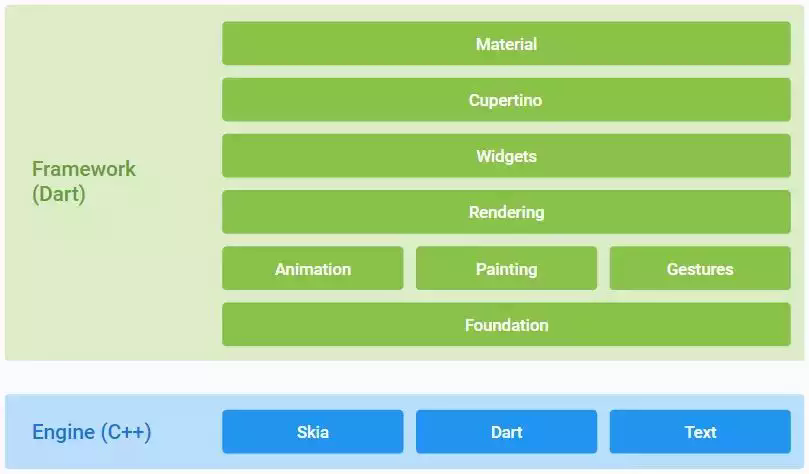 Material
Cupertino
Widgets
Framework
(Dart)
Rendering
Animation
Painting
Gestures
Foundation
Engine (C++)
Skia
Dart
Text